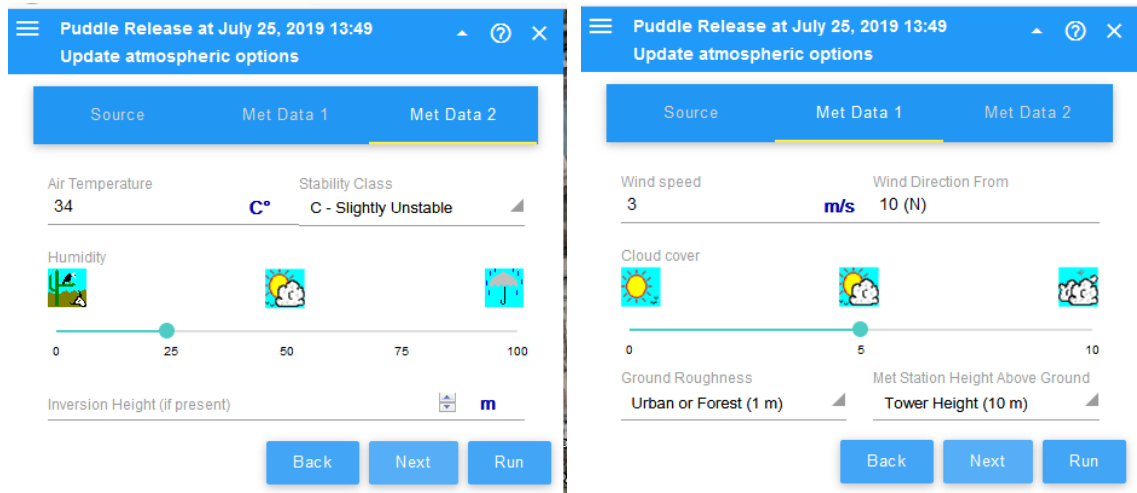 Puddle Release at July 25, 2019 13:49
Update atmospheric options
Source Met Data 1 Met Data 2
Air Temperature Stability Class
34 C° C - Slightly Unstable
Humidity
0 25 50 75 100
Inversion Height (if present) m
Back Next Run
Puddle Release at July 25, 2019 13:49
Update atmospheric options
Source Met Data 1 Met Data 2
Wind speed Wind Direction From
3 m/s 10 (N)
Cloud cover
0 5 10
Ground Roughness Met Station Height Above Ground
Urban or Forest (1 m) Tower Height (10 m)
Back Next Run